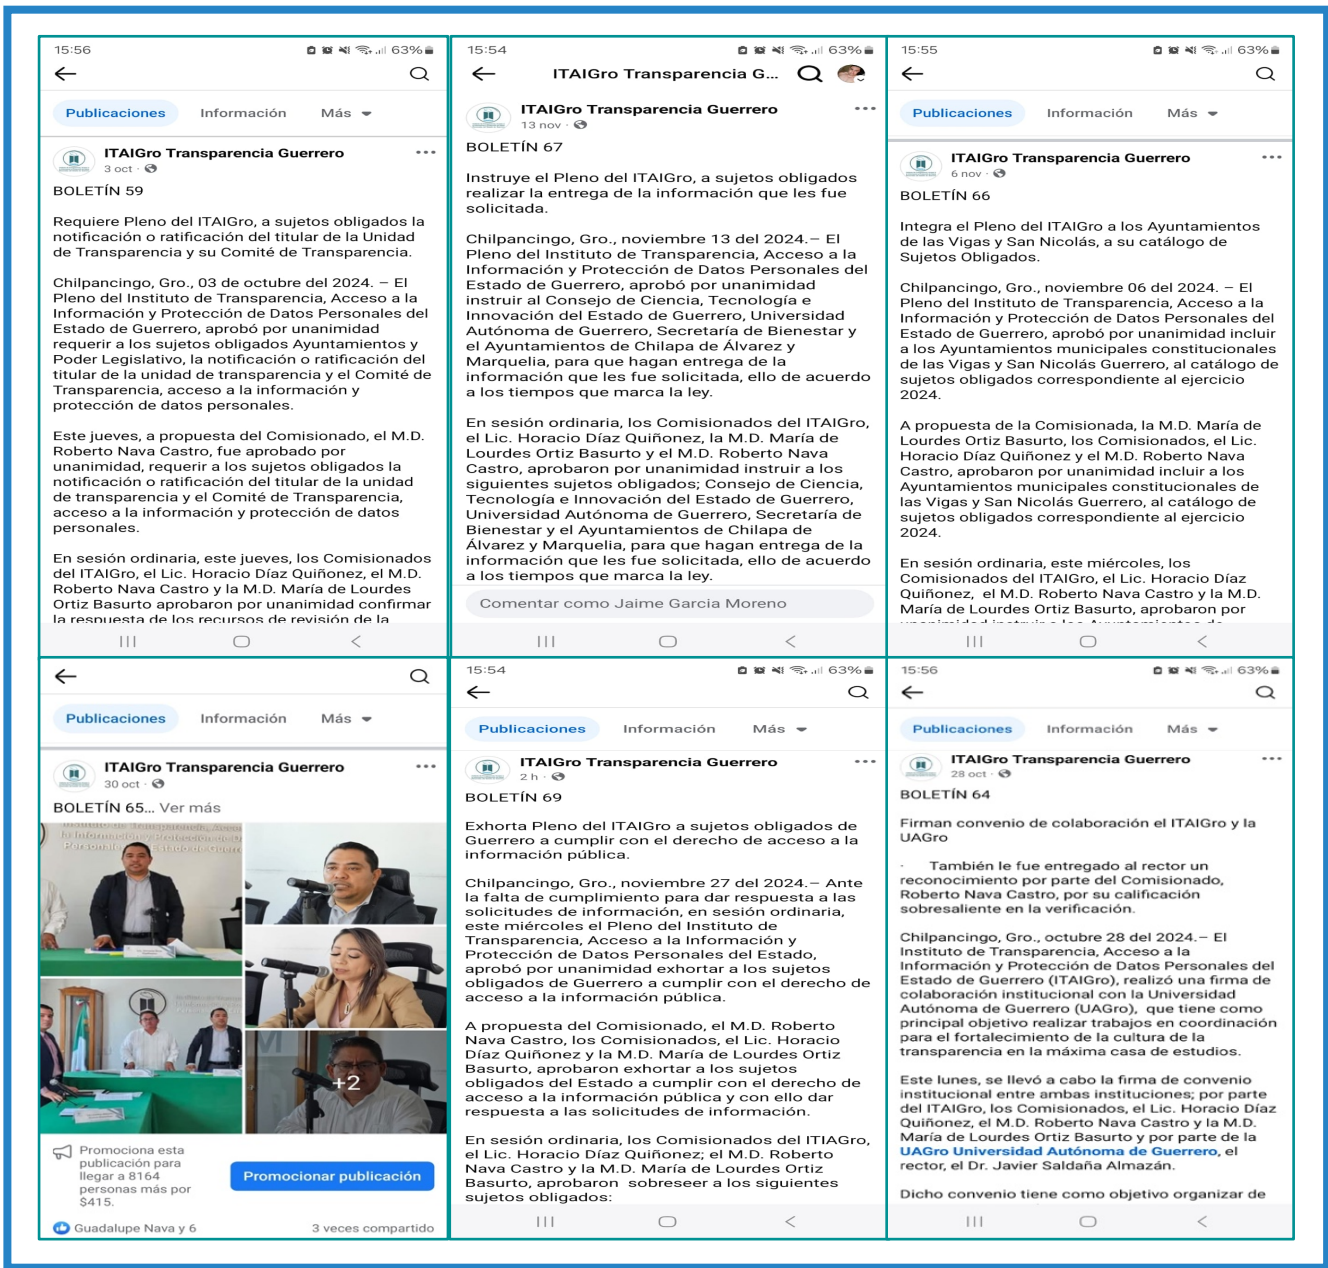 15:56
63%
Publicaciones Información Más
ITAIGro Transparencia Guerrero
3 oct ·
BOLETÍN 59
Requiere Pleno del ITAIGro, a sujetos obligados la
notificación o ratificación del titular de la Unidad
de Transparencia y su Comité de Transparencia.
Chilpancingo, Gro., 03 de octubre del 2024. – El
Pleno del Instituto de Transparencia, Acceso a la
Información y Protección de Datos Personales del
Estado de Guerrero, aprobó por unanimidad
requerir a los sujetos obligados Ayuntamientos y
Poder Legislativo, la notificación o ratificación del
titular de la unidad de transparencia y el Comité de
Transparencia, acceso a la información y
protección de datos personales.
Este jueves, a propuesta del Comisionado, el M.D.
Roberto Nava Castro, fue aprobado por
unanimidad, requerir a los sujetos obligados la
notificación o ratificación del titular de la unidad
de transparencia y el Comité de Transparencia,
acceso a la información y protección de datos
personales.
En sesión ordinaria, este jueves, los Comisionados
del ITAIGro, el Lic. Horacio Díaz Quiñonez, el M.D.
Roberto Nava Castro y la M.D. María de Lourdes
Ortiz Basurto aprobaron por unanimidad confirmar
la respuesta de los recursos de revisión de la
15:54
63%
ITAIGro Transparencia G...
ITAIGro Transparencia Guerrero
13 nov ·
BOLETÍN 67
Instruye el Pleno del ITAIGro, a sujetos obligados
realizar la entrega de la información que les fue
solicitada.
Chilpancingo, Gro., noviembre 13 del 2024.– El
Pleno del Instituto de Transparencia, Acceso a la
Información y Protección de Datos Personales del
Estado de Guerrero, aprobó por unanimidad
instruir al Consejo de Ciencia, Tecnología e
Innovación del Estado de Guerrero, Universidad
Autónoma de Guerrero, Secretaría de Bienestar y
el Ayuntamientos de Chilapa de Álvarez y
Marquelia, para que hagan entrega de la
información que les fue solicitada, ello de acuerdo
a los tiempos que marca la ley.
En sesión ordinaria, los Comisionados del ITAIGro,
el Lic. Horacio Díaz Quiñonez, la M.D. María de
Lourdes Ortiz Basurto y el M.D. Roberto Nava
Castro, aprobaron por unanimidad instruir a los
siguientes sujetos obligados; Consejo de Ciencia,
Tecnología e Innovación del Estado de Guerrero,
Universidad Autónoma de Guerrero, Secretaría de
Bienestar y el Ayuntamientos de Chilapa de
Álvarez y Marquelia, para que hagan entrega de la
información que les fue solicitada, ello de acuerdo
a los tiempos que marca la ley.
Comentar como Jaime Garcia Moreno
15:55
63%
Publicaciones Información Más
ITAIGro Transparencia Guerrero
6 nov ·
BOLETÍN 66
Integra el Pleno del ITAIGro a los Ayuntamientos
de las Vigas y San Nicolás, a su catálogo de
Sujetos Obligados.
Chilpancingo, Gro., noviembre 06 del 2024. – El
Pleno del Instituto de Transparencia, Acceso a la
Información y Protección de Datos Personales del
Estado de Guerrero, aprobó por unanimidad incluir
a los Ayuntamientos municipales constitucionales
de las Vigas y San Nicolás Guerrero, al catálogo de
sujetos obligados correspondiente al ejercicio
2024.
A propuesta de la Comisionada, la M.D. María de
Lourdes Ortiz Basurto, los Comisionados, el Lic.
Horacio Díaz Quiñonez y el M.D. Roberto Nava
Castro, aprobaron por unanimidad incluir a los
Ayuntamientos municipales constitucionales de
las Vigas y San Nicolás Guerrero, al catálogo de
sujetos obligados correspondiente al ejercicio
2024.
En sesión ordinaria, este miércoles, los
Comisionados del ITAIGro, el Lic. Horacio Díaz
Quiñonez, el M.D. Roberto Nava Castro y la M.D.
María de Lourdes Ortiz Basurto, aprobaron por
Publicaciones Información Más
ITAIGro Transparencia Guerrero
30 oct ·
BOLETÍN 65... Ver más
+2
Promociona esta
publicación para
llegar a 8164
personas más por
$415.
Promocionar publicación
Guadalupe Nava y 6
3 veces compartido
15:54
63%
Publicaciones Información Más
ITAIGro Transparencia Guerrero
2 h ·
BOLETÍN 69
Exhorta Pleno del ITAIGro a sujetos obligados de
Guerrero a cumplir con el derecho de acceso a la
información pública.
Chilpancingo, Gro., noviembre 27 del 2024.– Ante
la falta de cumplimiento para dar respuesta a las
solicitudes de información, en sesión ordinaria,
este miércoles el Pleno del Instituto de
Transparencia, Acceso a la Información y
Protección de Datos Personales del Estado,
aprobó por unanimidad exhortar a los sujetos
obligados de Guerrero a cumplir con el derecho de
acceso a la información pública.
A propuesta del Comisionado, el M.D. Roberto
Nava Castro, los Comisionados, el Lic. Horacio
Díaz Quiñonez y la M.D. María de Lourdes Ortiz
Basurto, aprobaron exhortar a los sujetos
obligados del Estado a cumplir con el derecho de
acceso a la información pública y con ello dar
respuesta a las solicitudes de información.
En sesión ordinaria, los Comisionados del ITIAGro,
el Lic. Horacio Díaz Quiñonez; el M.D. Roberto
Nava Castro y la M.D. María de Lourdes Ortiz
Basurto, aprobaron sobreseer a los siguientes
sujetos obligados:
15:56
63%
Publicaciones Información Más
ITAIGro Transparencia Guerrero
28 oct ·
BOLETÍN 64
Firman convenio de colaboración el ITAIGro y la
UAGro
· También le fue entregado al rector un
reconocimiento por parte del Comisionado,
Roberto Nava Castro, por su calificación
sobresaliente en la verificación.
Chilpancingo, Gro., octubre 28 del 2024.– El
Instituto de Transparencia, Acceso a la
Información y Protección de Datos Personales del
Estado de Guerrero (ITAIGro), realizó una firma de
colaboración institucional con la Universidad
Autónoma de Guerrero (UAGro), que tiene como
principal objetivo realizar trabajos en coordinación
para el fortalecimiento de la cultura de la
transparencia en la máxima casa de estudios.
Este lunes, se llevó a cabo la firma de convenio
institucional entre ambas instituciones; por parte
del ITAIGro, los Comisionados, el Lic. Horacio Díaz
Quiñonez, el M.D. Roberto Nava Castro y la M.D.
María de Lourdes Ortiz Basurto y por parte de la
UAGro Universidad Autónoma de Guerrero, el
rector, el Dr. Javier Saldaña Almazán.
Dicho convenio tiene como objetivo organizar de